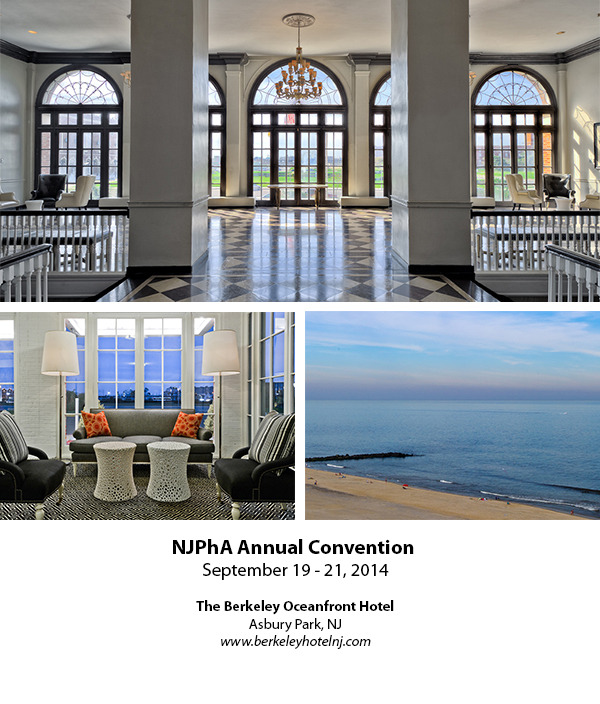 NJPhA Annual Convention
September 19 - 21, 2014
The Berkeley Oceanfront Hotel
Asbury Park, NJ
www.berkeleyhotelnj.com